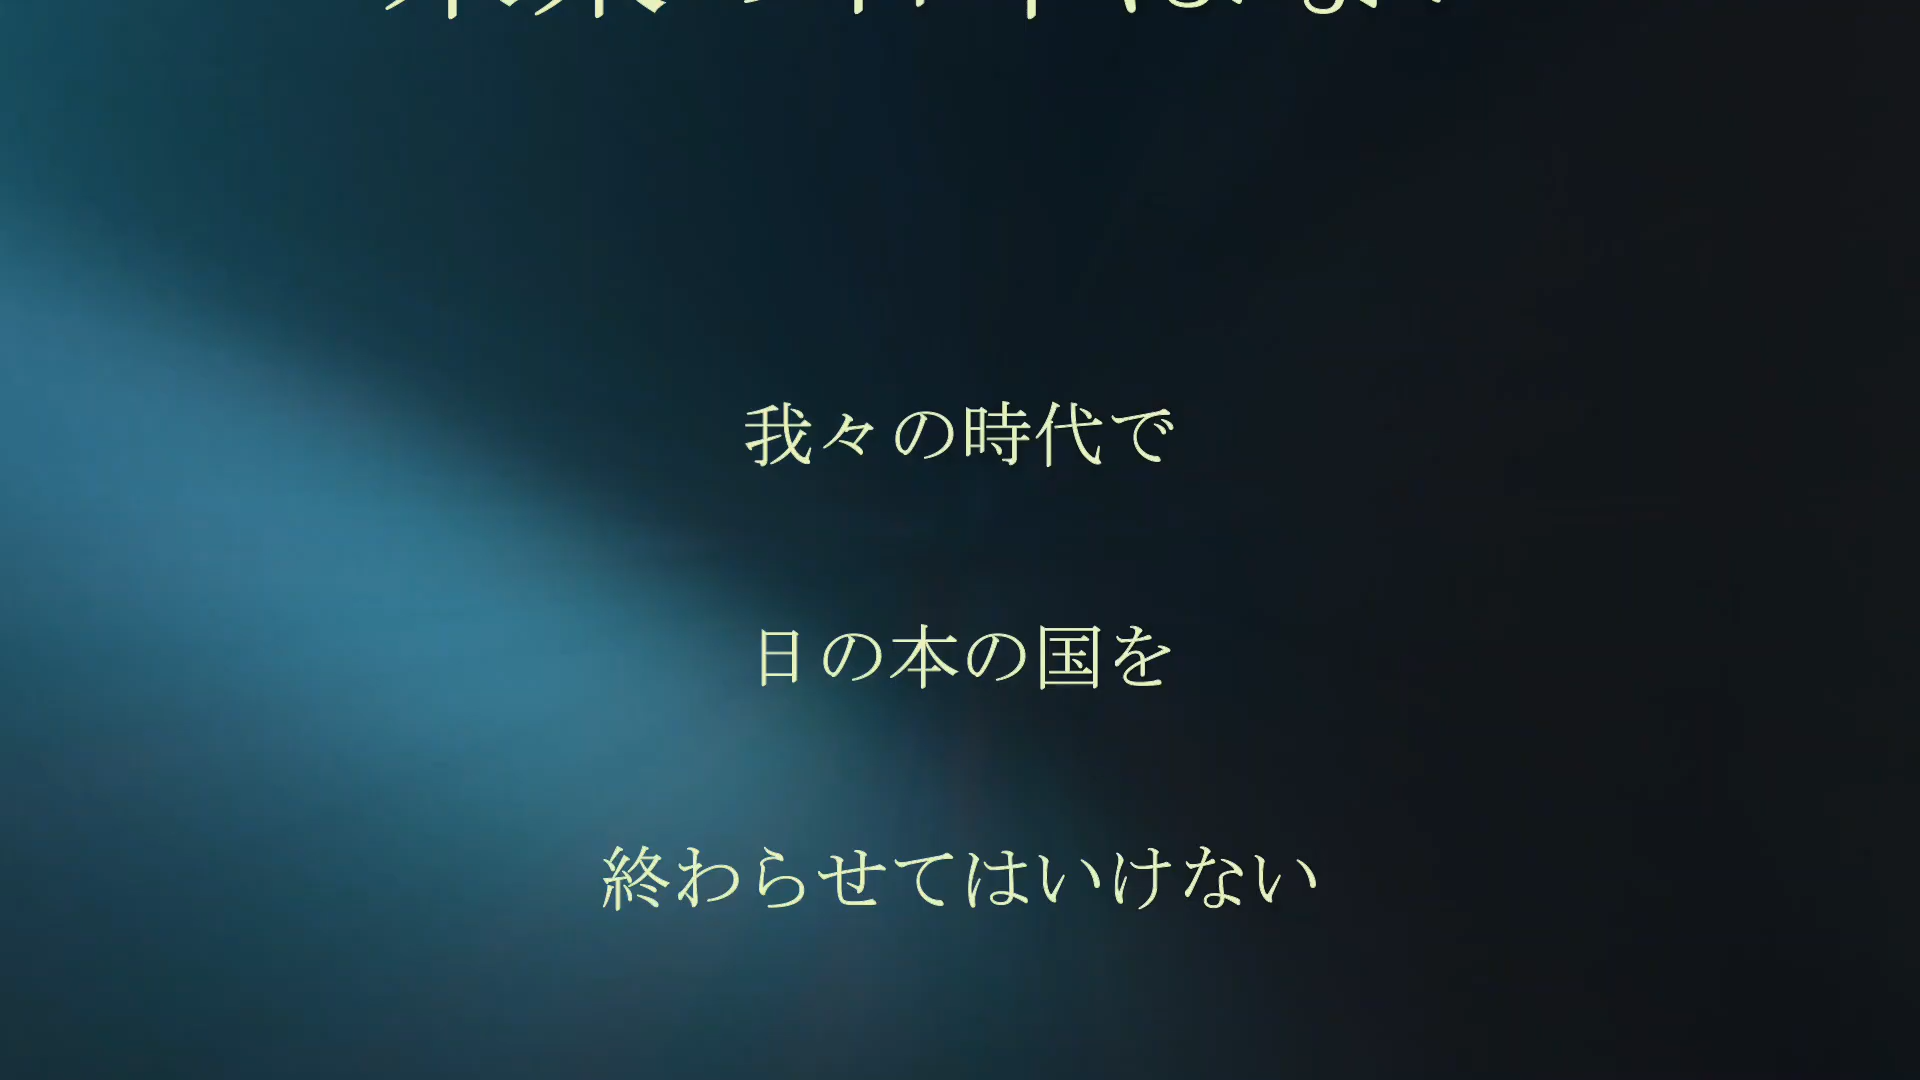 我々の時代で
日の本の国を
終わらせてはいけない